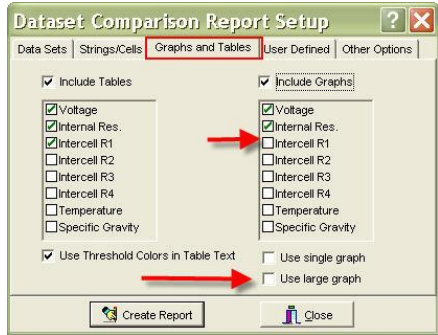 Dataset Comparison Report Setup
Data Sets Strings/Cells Graphs and Tables User Defined Other Options
Include Tables Include Graphs
Voltage Voltage
Internal Res. Internal Res.
Intercell R1 Intercell R1
Intercell R2 Intercell R2
Intercell R3 Intercell R3
Intercell R4 Intercell R4
Temperature Temperature
Specific Gravity Specific Gravity
Use Threshold Colors in Table Text Use single graph
Use large graph
Create Report Close